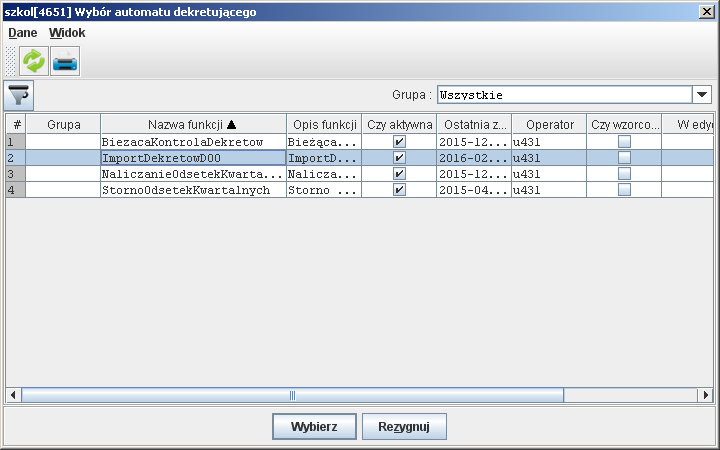 szkol[4651] Wybór automatu dekretującego
Dane Widok
Grupa : Wszystkie
# Grupa Nazwa funkcji Opis funkcji Czy aktywna Ostatnia z... Operator Czy wzorco... W edy
1 BiezacaKontrolaDekretow Bieżąca... 2015-12... u431
2 ImportDekretowD00 ImportD... 2016-02... u431
3 NaliczanieOdsetekKwarta... Nalicza... 2015-12... u431
4 StornoOdsetekKwartalnych Storno ... 2015-04... u431
Wybierz Rezygnuj